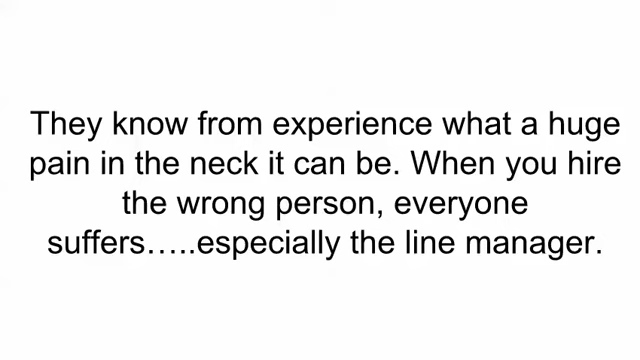 They know from experience what a huge
pain in the neck it can be. When you hire
the wrong person, everyone
suffers…..especially the line manager.